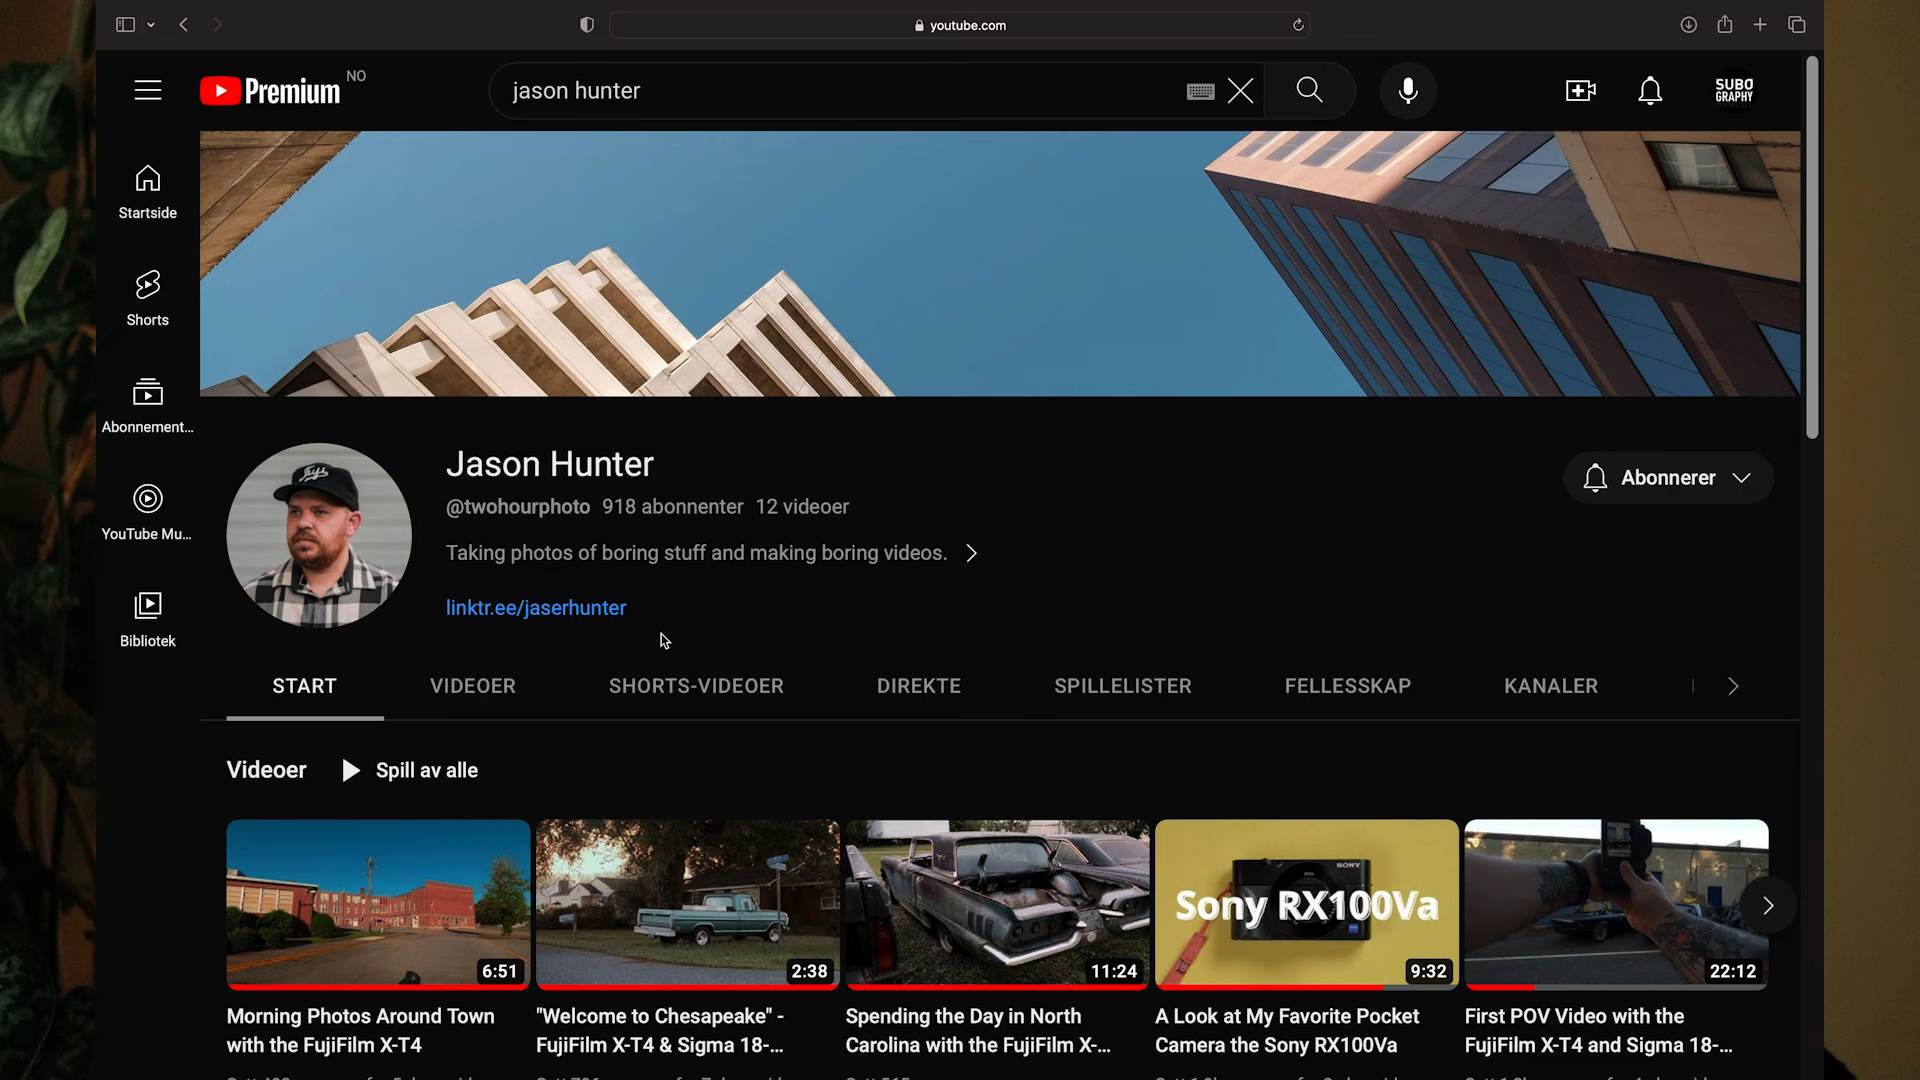 youtube.com
Premium NO
jason hunter
SUBO
GRAPHY
Startside
Shorts
Abonnement...
YouTube Mu...
Bibliotek
Jays
Jason Hunter
@twohourphoto 918 abonnenter 12 videoer
Taking photos of boring stuff and making boring videos.
linktr.ee/jaserhunter
Abonnerer
START VIDEOER SHORTS-VIDEOER DIREKTE SPILLELISTER FELLESSKAP KANALER
Videoer Spill av alle
6:51
2:38
11:24
SONY
Sony RX100Va
9:32
22:12
Morning Photos Around Town
with the FujiFilm X-T4
"Welcome to Chesapeake" -
FujiFilm X-T4 & Sigma 18-...
Spending the Day in North
Carolina with the FujiFilm X-...
A Look at My Favorite Pocket
Camera the Sony RX100Va
First POV Video with the
FujiFilm X-T4 and Sigma 18-...